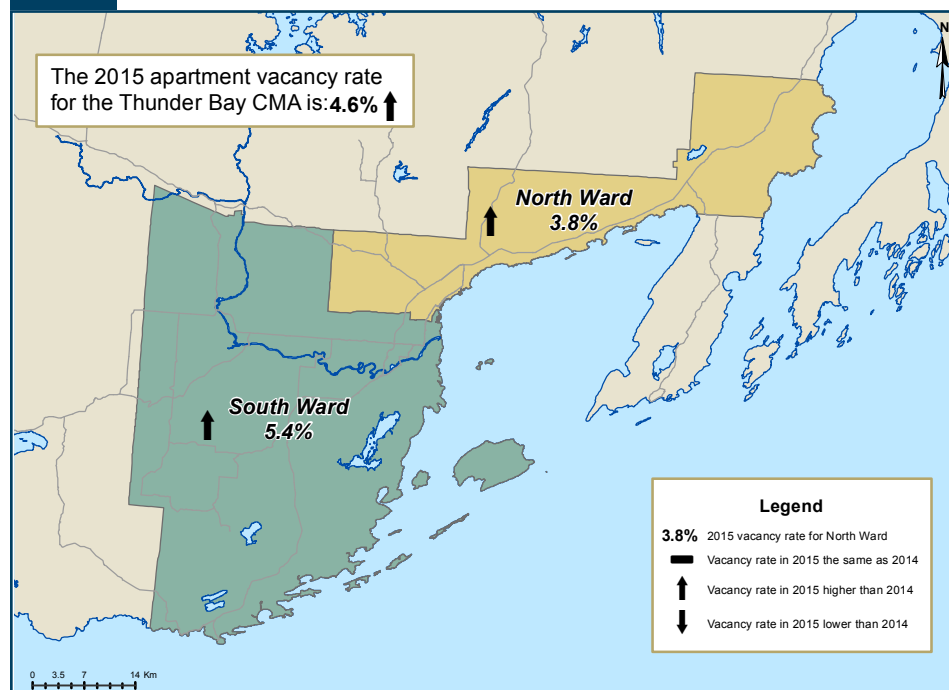 The 2015 apartment vacancy rate
for the Thunder Bay CMA is:4.6%
N
North Ward
3.8%
South Ward
5.4%
Legend
3.8% 2015 vacancy rate for North Ward
Vacancy rate in 2015 the same as 2014
Vacancy rate in 2015 higher than 2014
Vacancy rate in 2015 lower than 2014
0 3.5 7 14 Km